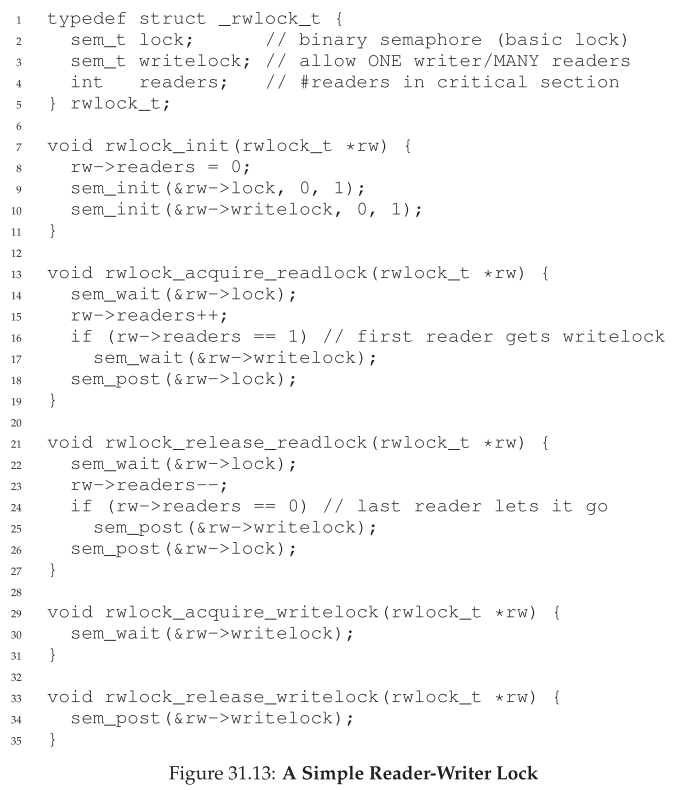 1 typedef struct _rwlock_t {
2 sem_t lock; // binary semaphore (basic lock)
3 sem_t writelock; // allow ONE writer/MANY readers
4 int readers; // #readers in critical section
5 } rwlock_t;
6
7 void rwlock_init(rwlock_t *rw) {
8 rw->readers = 0;
9 sem_init(&rw->lock, 0, 1);
10 sem_init(&rw->writelock, 0, 1);
11 }
12
13 void rwlock_acquire_readlock(rwlock_t *rw) {
14 sem_wait(&rw->lock);
15 rw->readers++;
16 if (rw->readers == 1) // first reader gets writelock
17 sem_wait(&rw->writelock);
18 sem_post(&rw->lock);
19 }
20
21 void rwlock_release_readlock(rwlock_t *rw) {
22 sem_wait(&rw->lock);
23 rw->readers--;
24 if (rw->readers == 0) // last reader lets it go
25 sem_post(&rw->writelock);
26 sem_post(&rw->lock);
27 }
28
29 void rwlock_acquire_writelock(rwlock_t *rw) {
30 sem_wait(&rw->writelock);
31 }
32
33 void rwlock_release_writelock(rwlock_t *rw) {
34 sem_post(&rw->writelock);
35 }
Figure 31.13: A Simple Reader-Writer Lock